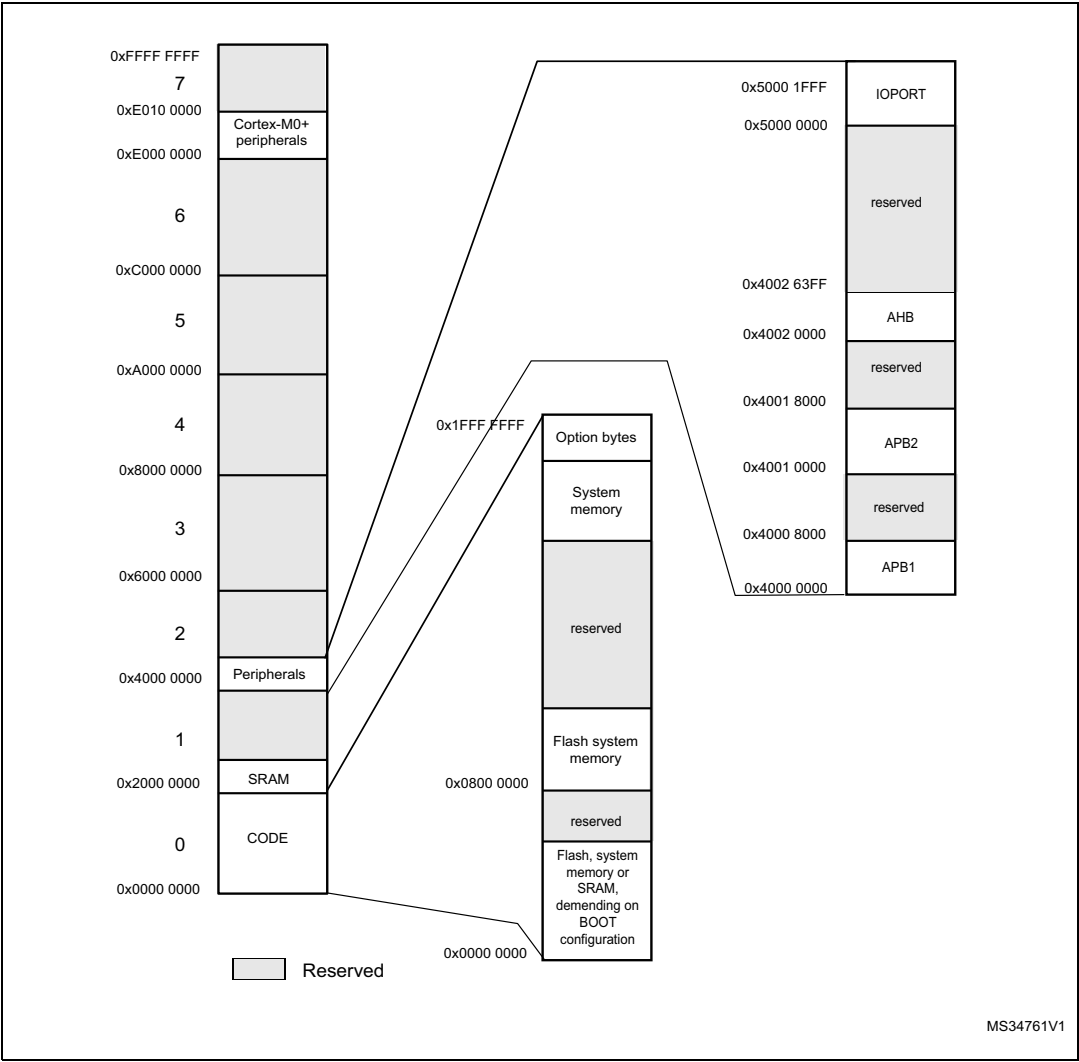 0xFFFF FFFF
7
0xE010 0000
Cortex-M0+
peripherals
0xE000 0000
6
0xC000 0000
5
0xA000 0000
4
0x8000 0000
3
0x6000 0000
2
0x4000 0000
Peripherals
1
0x2000 0000
SRAM
0
CODE
0x0000 0000
Reserved
0x1FFF FFFF
Option bytes
System
memory
reserved
Flash system
memory
0x0800 0000
reserved
Flash, system
memory or
SRAM,
demending on
BOOT
configuration
0x0000 0000
0x5000 1FFF
IOPORT
0x5000 0000
reserved
0x4002 63FF
AHB
0x4002 0000
reserved
0x4001 8000
APB2
0x4001 0000
reserved
0x4000 8000
APB1
0x4000 0000
MS34761V1